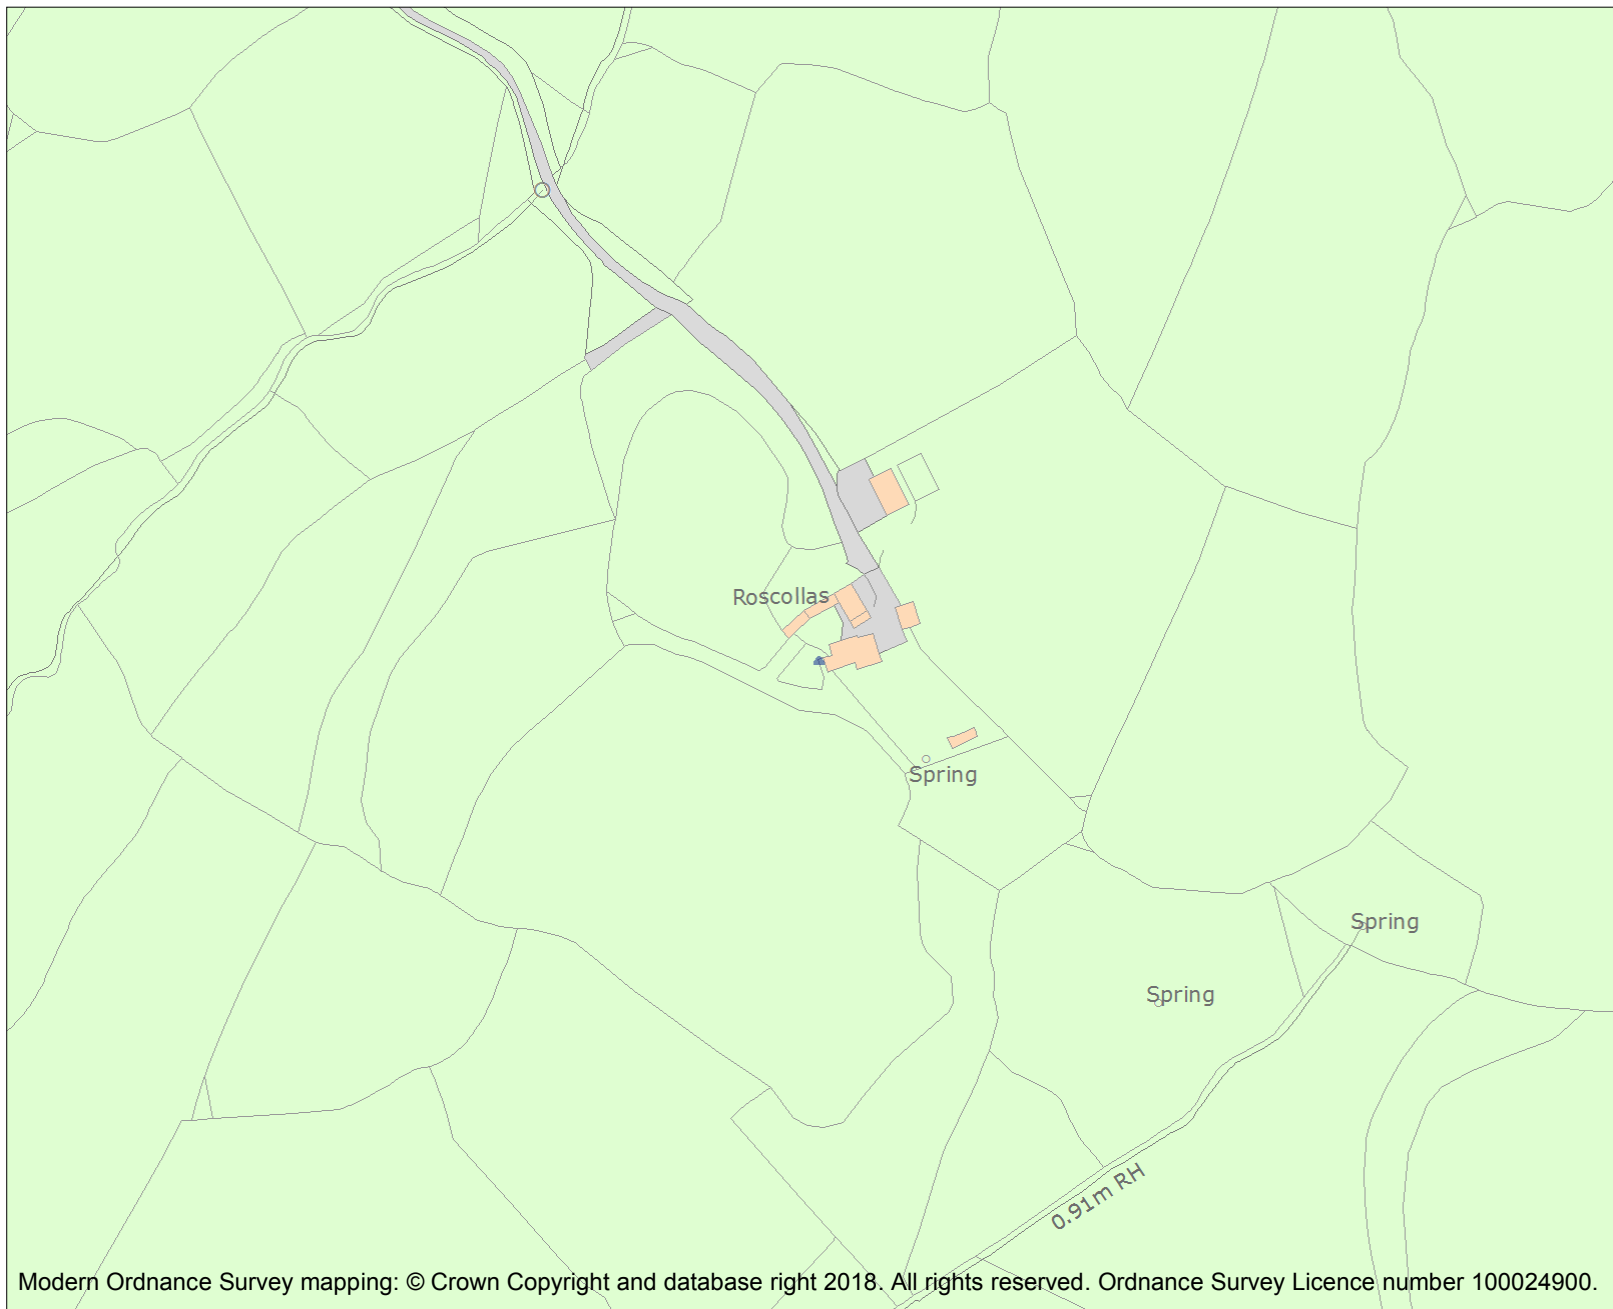 Roscollas
Spring
Spring
Spring
0.91m RH
Modern Ordnance Survey mapping: © Crown Copyright and database right 2018. All rights reserved. Ordnance Survey Licence number 100024900.